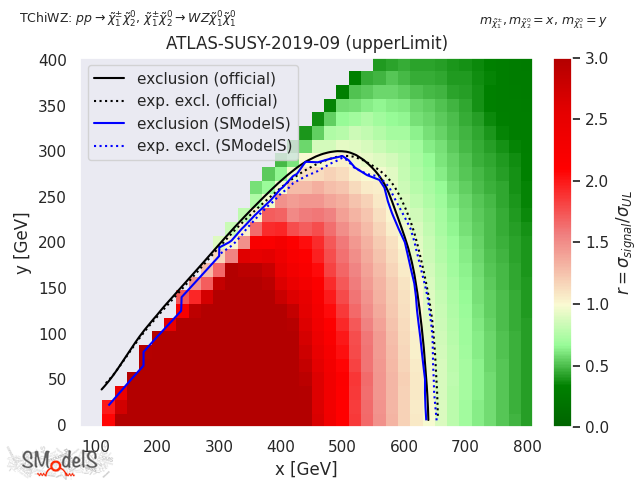 TChiWZ: pp → χ̃₁^± χ̃₂⁰, χ̃₁^± χ̃₂⁰ → WZχ̃₁⁰χ̃₁⁰
m_χ̃₁^±, m_χ̃₂⁰ = x, m_χ̃₁⁰ = y
ATLAS-SUSY-2019-09 (upperLimit)
exclusion (official)
exp. excl. (official)
exclusion (SModelS)
exp. excl. (SModelS)
y [GeV]
400
350
300
250
200
150
100
50
0
100 200 300 400 500 600 700 800
x [GeV]
3.0
2.5
2.0
1.5
1.0
0.5
0.0
r = σ_signal/σ_UL
SModelS